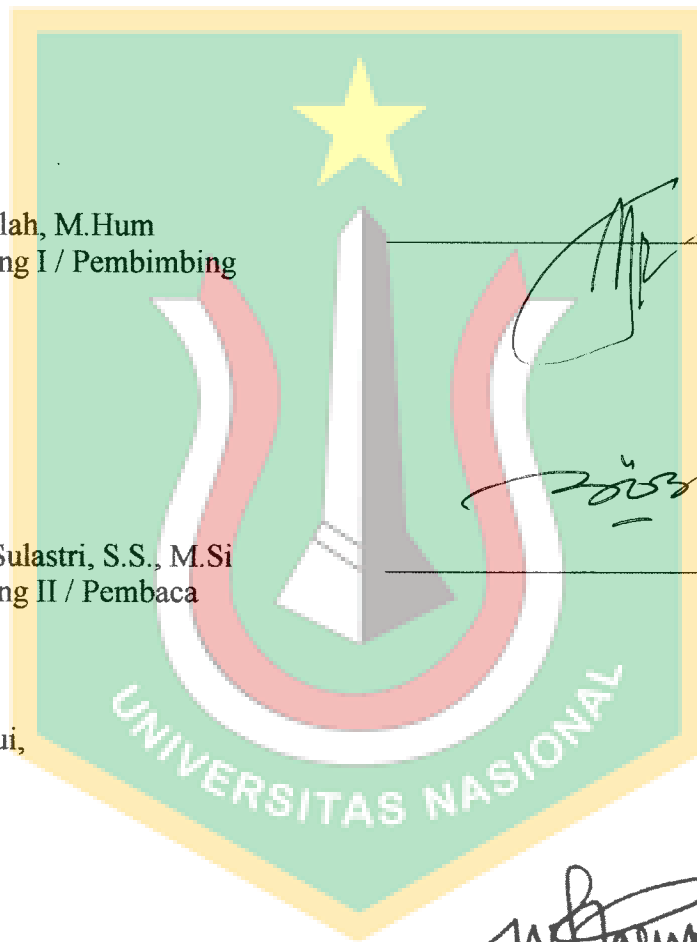 lah, M.Hum
ng I / Pembimbing
Sulastri, S.S., M.Si
ng II / Pembaca
ui,
UNIVERSITAS NASIONAL